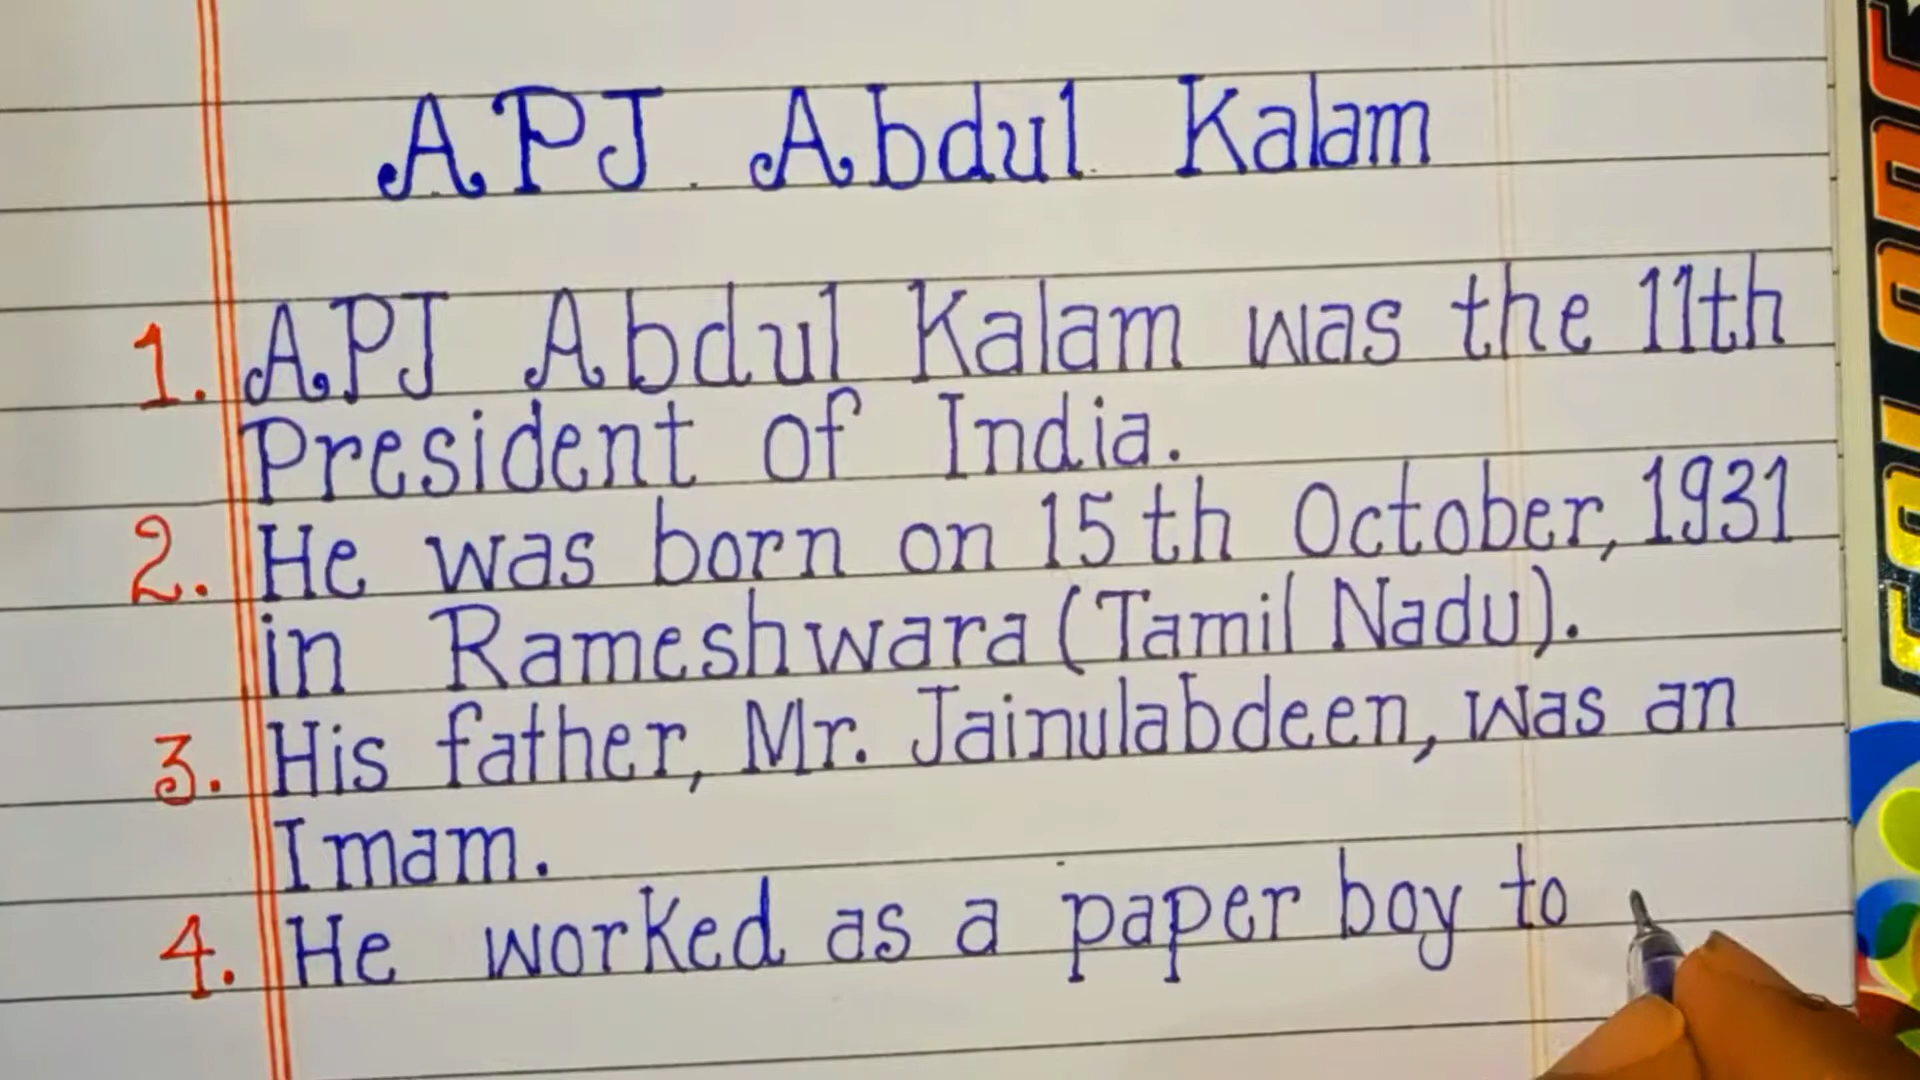 APJ Abdul Kalam
1. APJ Abdul Kalam was the 11th
President of India.
2. He was born on 15th October, 1931
in Rameshwara (Tamil Nadu).
3. His father, Mr. Jainulabdeen, was an
Imam.
4. He worked as a paper boy to